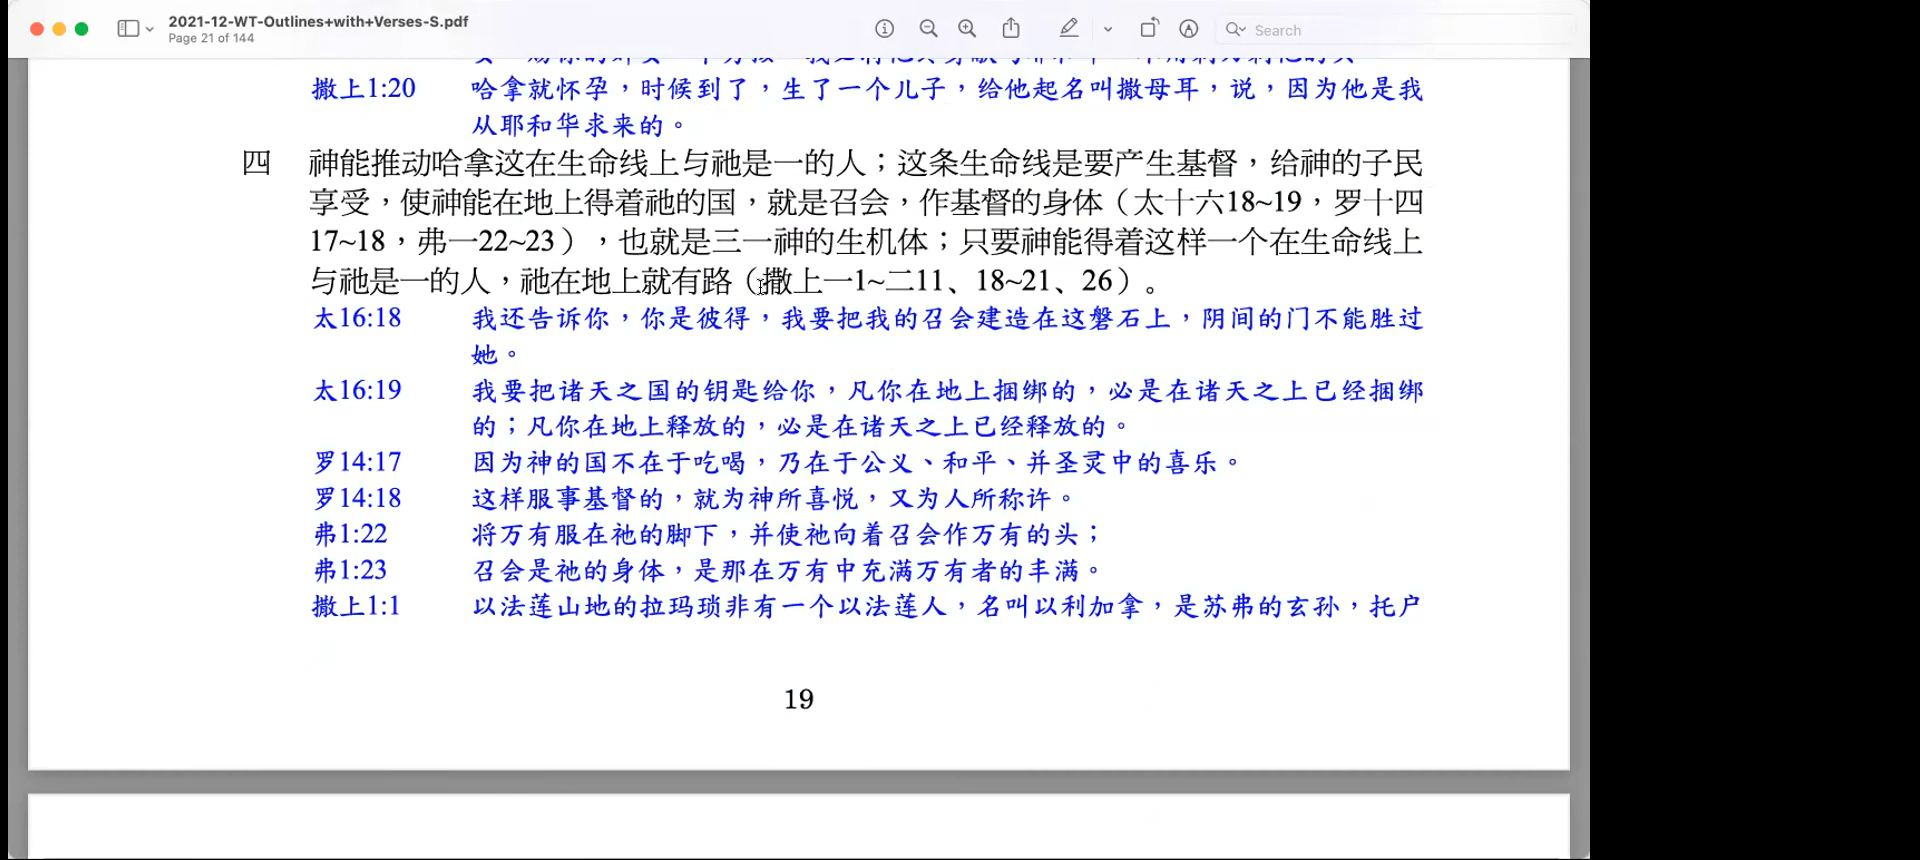 2021-12-WT-Outlines+with+Verses-S.pdf
Page 21 of 144
Search
撒上1:20 哈拿就怀孕，时候到了，生了一个儿子，给他起名叫撒母耳，说，因为他是我
从耶和华求来的。
四 神能推动哈拿这在生命线上与祂是一的人；这条生命线是要产生基督，给神的子民
享受，使神能在地上得着祂的国，就是召会，作基督的身体（太十六18~19，罗十四
17~18，弗一22~23），也就是三一神的生机体；只要神能得着这样一个在生命线上
与祂是一的人，祂在地上就有路（撒上一1~二11、18~21、26）。
太16:18 我还告诉你，你是彼得，我要把我的召会建造在这磐石上，阴间的门不能胜过
她。
太16:19 我要把诸天之国的钥匙给你，凡你在地上捆绑的，必是在诸天之上已经捆绑
的；凡你在地上释放的，必是在诸天之上已经释放的。
罗14:17 因为神的国不在于吃喝，乃在于公义、和平、并圣灵中的喜乐。
罗14:18 这样服事基督的，就为神所喜悦，又为人所称许。
弗1:22 将万有服在祂的脚下，并使祂向着召会作万有的头；
弗1:23 召会是祂的身体，是那在万有中充满万有者的丰满。
撒上1:1 以法莲山地的拉玛琐非有一个以法莲人，名叫以利加拿，是苏弗的玄孙，托户
19